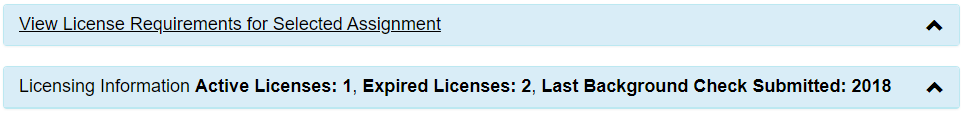 View License Requirements for Selected Assignment
Licensing Information Active Licenses: 1, Expired Licenses: 2, Last Background Check Submitted: 2018